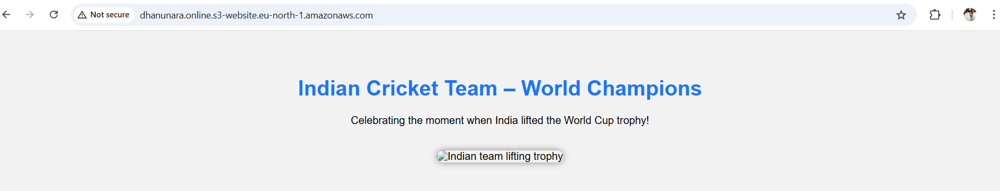 Not secure
dhanunara.online.s3-website.eu-north-1.amazonaws.com
Indian Cricket Team – World Champions
Celebrating the moment when India lifted the World Cup trophy!
Indian team lifting trophy